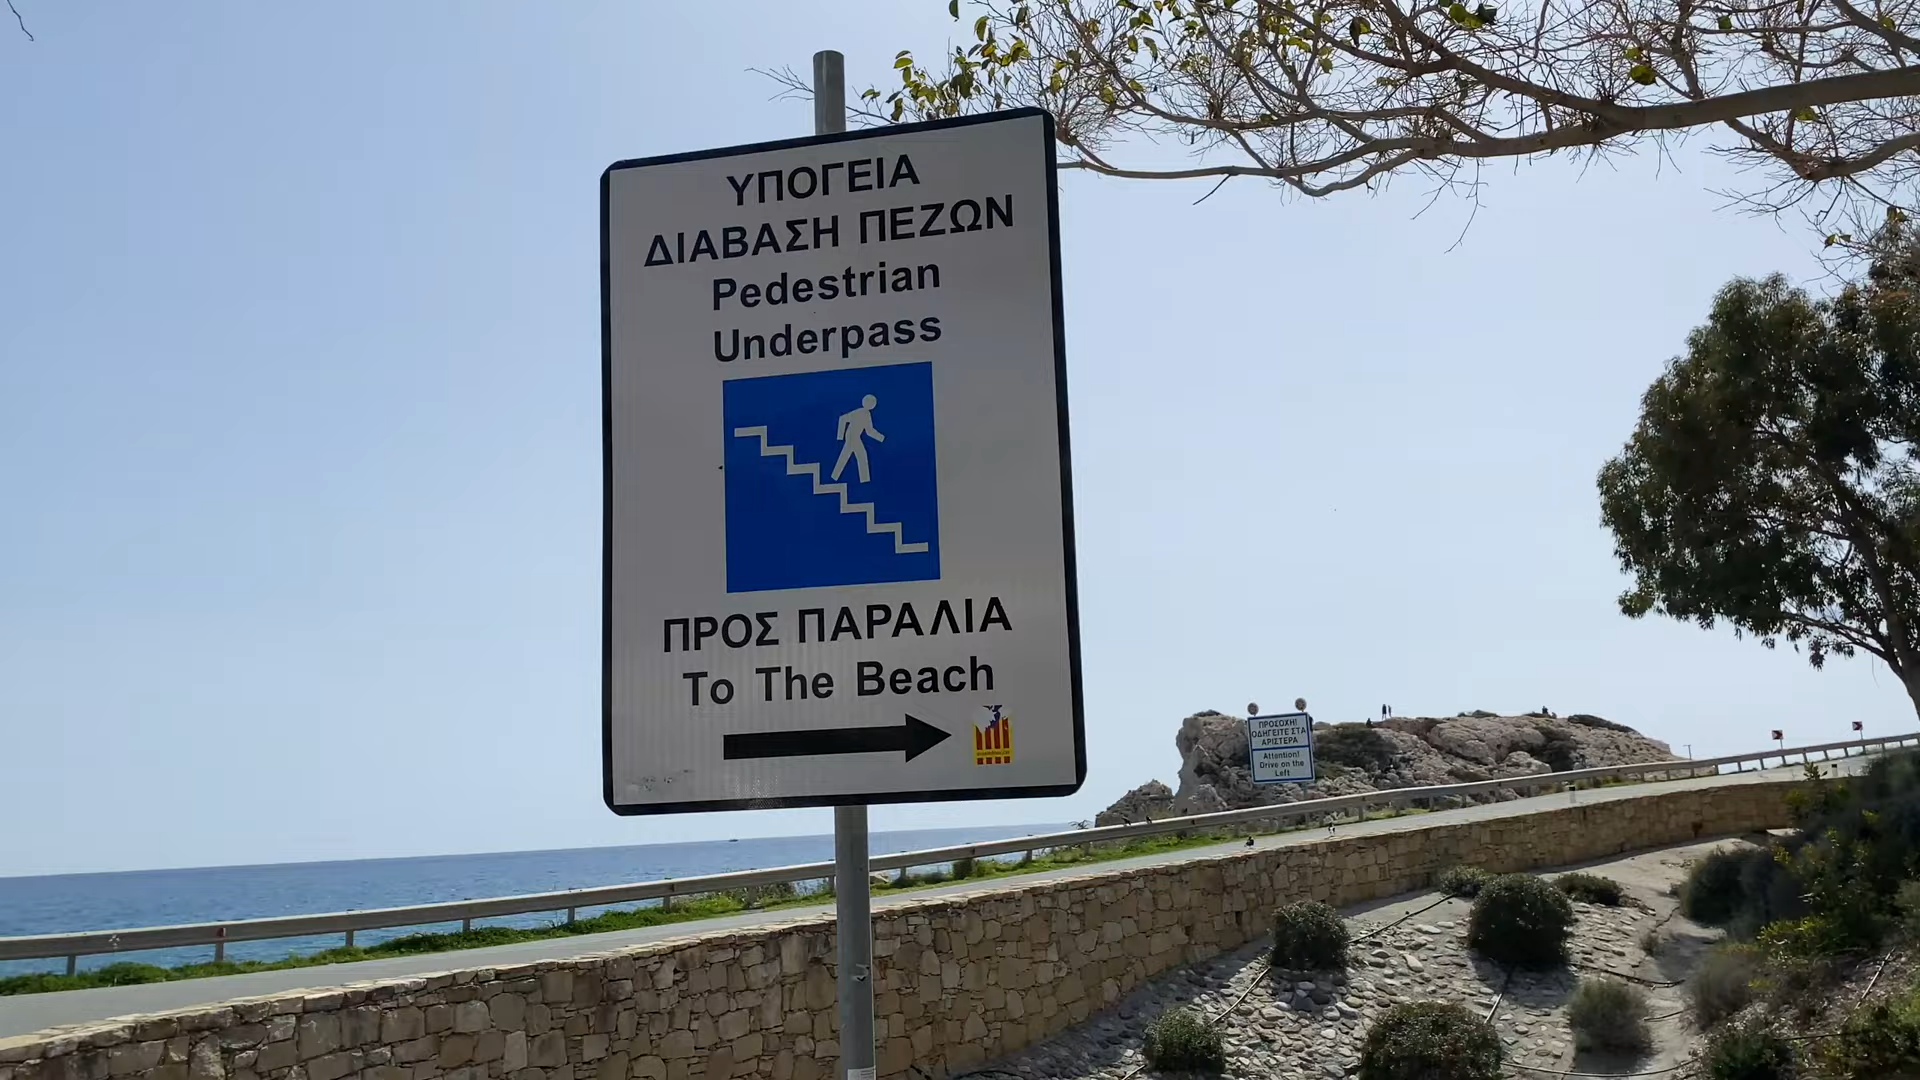 ΥΠΟΓΕΙΑ
ΔΙΑΒΑΣΗ ΠΕΖΩΝ
Pedestrian
Underpass
ΠΡΟΣ ΠΑΡΑΛΙΑ
To The Beach
ΠΡΟΣΟΧΗ!
ΟΔΗΓΕΙΤΕ ΣΤΑ
ΑΡΙΣΤΕΡΑ
Attention!
Drive on the
Left